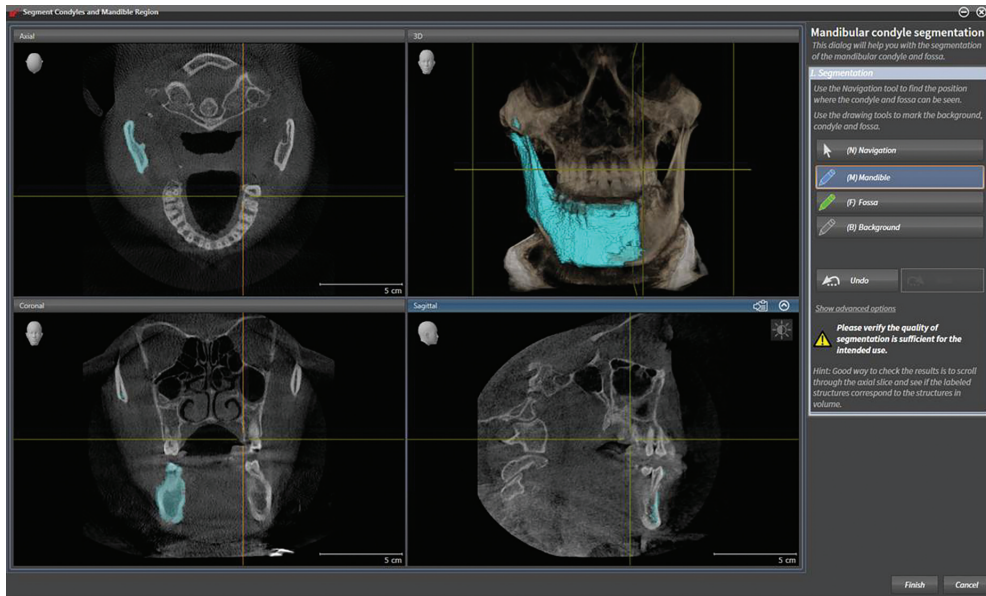 Segment Condyles and Mandible Region
Axial
5 cm
3D
Coronal
5 cm
Sagittal
5 cm
Mandibular condyle segmentation
This dialog will help you with the segmentation
of the mandibular condyle and fossa.
1. Segmentation
Use the Navigation tool to find the position
where the condyle and fossa can be seen.
Use the drawing tools to mark the background,
condyle and fossa.
(N) Navigation
(M) Mandible
(F) Fossa
(B) Background
Undo
Show advanced options
Please verify the quality of
segmentation is sufficient for the
intended use.
Hint: Good way to check the results is to scroll
through the axial slice and see if the labeled
structures correspond to the structures in
volume.
Finish
Cancel